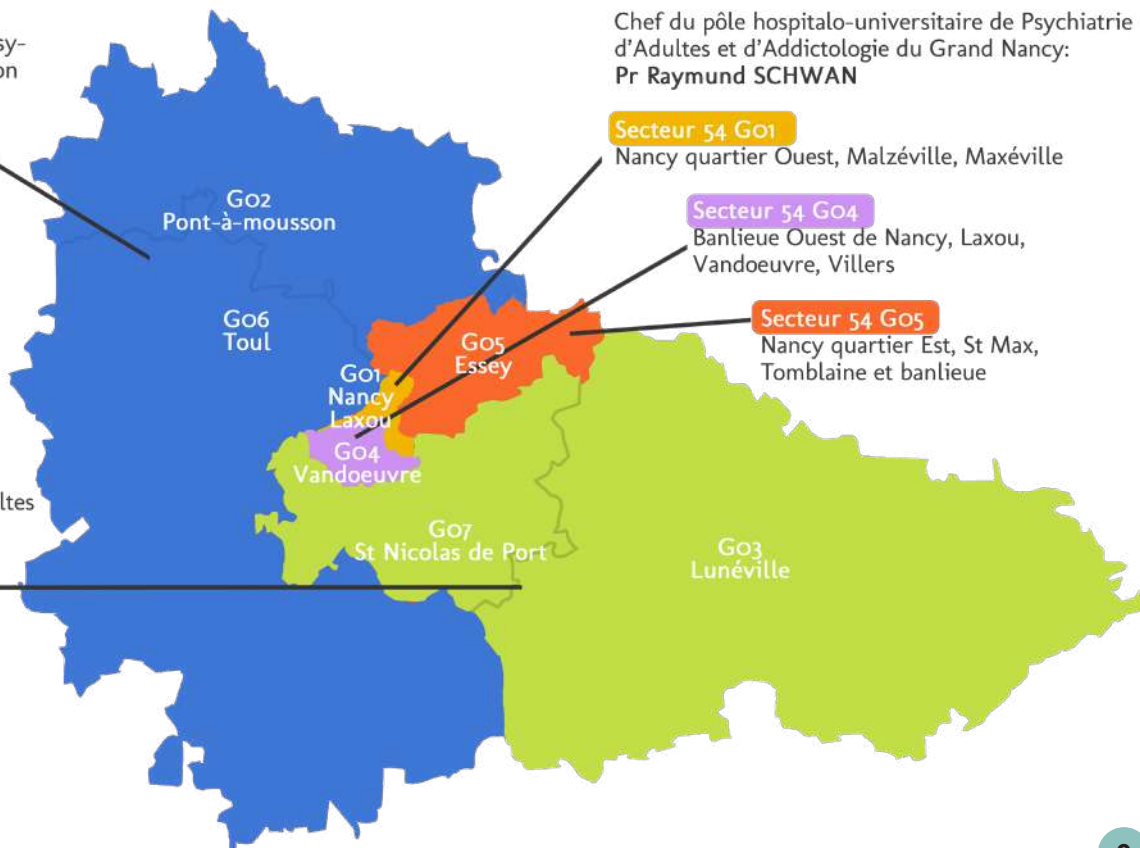 sy-
on
ltes
Chef du pôle hospitalo-universitaire de Psychiatrie
d'Adultes et d'Addictologie du Grand Nancy:
Pr Raymund SCHWAN
Secteur 54 G01
Nancy quartier Ouest, Malzéville, Maxéville
Secteur 54 G04
Banlieue Ouest de Nancy, Laxou,
Vandoeuvre, Villers
Secteur 54 G05
Nancy quartier Est, St Max,
Tomblaine et banlieue
G02
Pont-à-mousson
G06
Toul
G05
Essey
G01
Nancy
Laxou
G04
Vandoeuvre
G07
St Nicolas de Port
G03
Lunéville